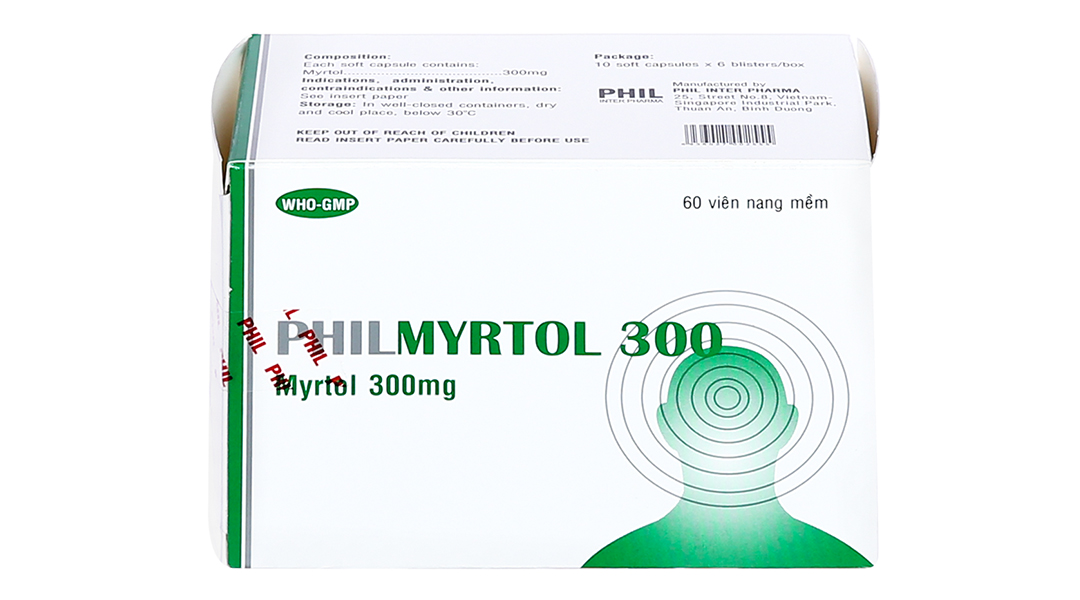 Composition:
Each soft capsule contains:
Myrtol................................300mg
Indications, administration,
contraindications & other information:
See insert paper
Storage: In well-closed containers, dry
and cool place, below 30°C
KEEP OUT OF REACH OF CHILDREN
READ INSERT PAPER CAREFULLY BEFORE USE
Package:
10 soft capsules x 6 blisters/box
PHIL
INTER PHARMA
Manufactured by
PHIL INTER PHARMA
25, Street No.8, Vietnam-
Singapore Industrial Park,
Thuan An, Binh Duong
WHO-GMP
60 viên nang mềm
PHILMYRTOL 300
Myrtol 300mg
PHIL PHIL
PHIL P